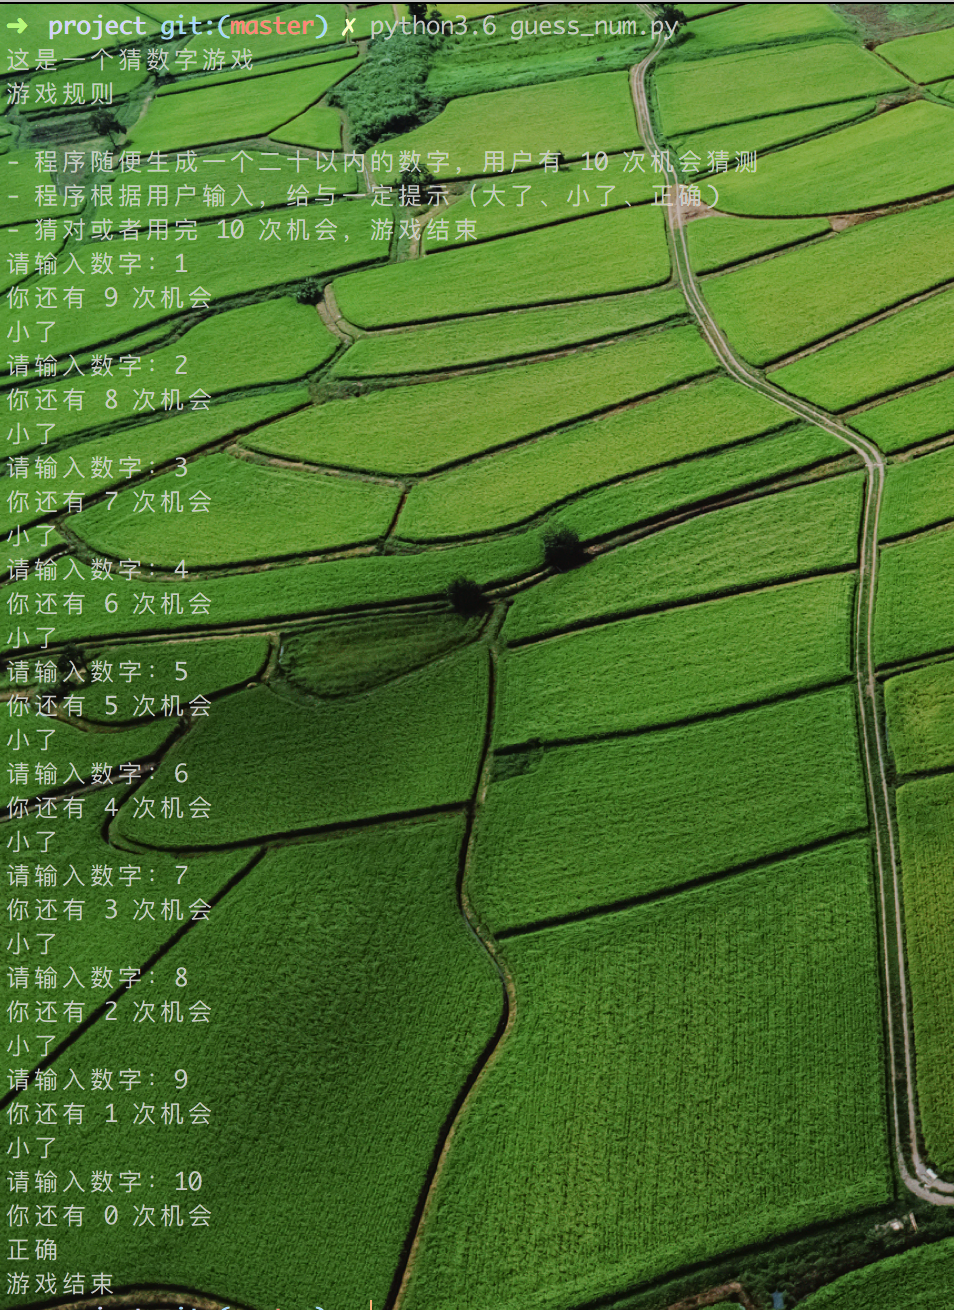 ➜ project git:(master) ✗ python3.6 guess_num.py
这是一个猜数字游戏
游戏规则
- 程序随便生成一个二十以内的数字, 用户有 10 次机会猜测
- 程序根据用户输入, 给与一定提示 (大了、小了、正确)
- 猜对或者用完 10 次机会, 游戏结束
请输入数字: 1
你还有 9 次机会
小了
请输入数字: 2
你还有 8 次机会
小了
请输入数字: 3
你还有 7 次机会
小了
请输入数字: 4
你还有 6 次机会
小了
请输入数字: 5
你还有 5 次机会
小了
请输入数字: 6
你还有 4 次机会
小了
请输入数字: 7
你还有 3 次机会
小了
请输入数字: 8
你还有 2 次机会
小了
请输入数字: 9
你还有 1 次机会
小了
请输入数字: 10
你还有 0 次机会
正确
游戏结束